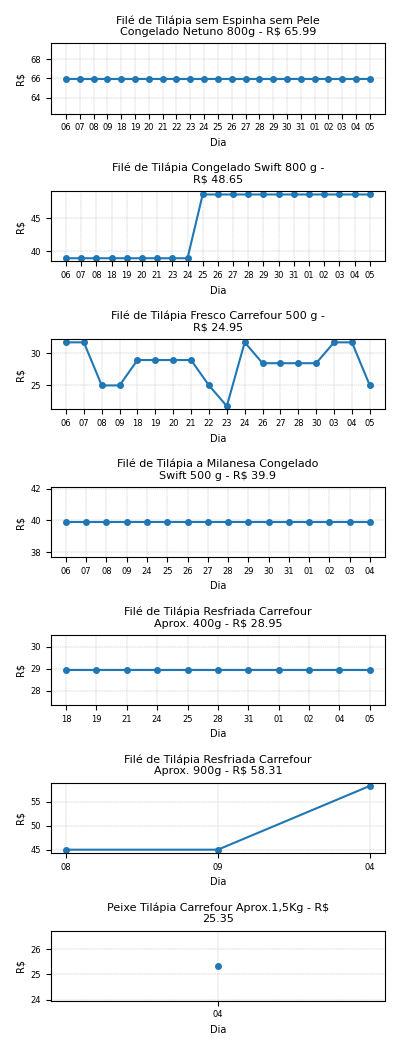 Filé de Tilápia sem Espinha sem Pele
Congelado Netuno 800g - R$ 65.99
68
66
64
R$
06 07 08 09 18 19 20 21 22 23 24 25 26 27 28 29 30 31 01 02 03 04 05
Dia
Filé de Tilápia Congelado Swift 800 g -
R$ 48.65
45
40
R$
06 07 08 18 19 20 21 23 24 25 26 27 28 29 30 31 01 02 03 04 05
Dia
Filé de Tilápia Fresco Carrefour 500 g -
R$ 24.95
30
25
R$
06 07 08 09 18 19 20 21 22 23 24 26 27 28 30 03 04 05
Dia
Filé de Tilápia a Milanesa Congelado
Swift 500 g - R$ 39.9
42
40
38
R$
06 07 08 09 24 25 26 27 28 29 30 31 01 02 03 04
Dia
Filé de Tilápia Resfriada Carrefour
Aprox. 400g - R$ 28.95
30
29
28
R$
18 19 21 24 25 28 31 01 02 04 05
Dia
Filé de Tilápia Resfriada Carrefour
Aprox. 900g - R$ 58.31
55
50
45
R$
08 09 04
Dia
Peixe Tilápia Carrefour Aprox.1,5Kg - R$
25.35
26
25
24
R$
04
Dia